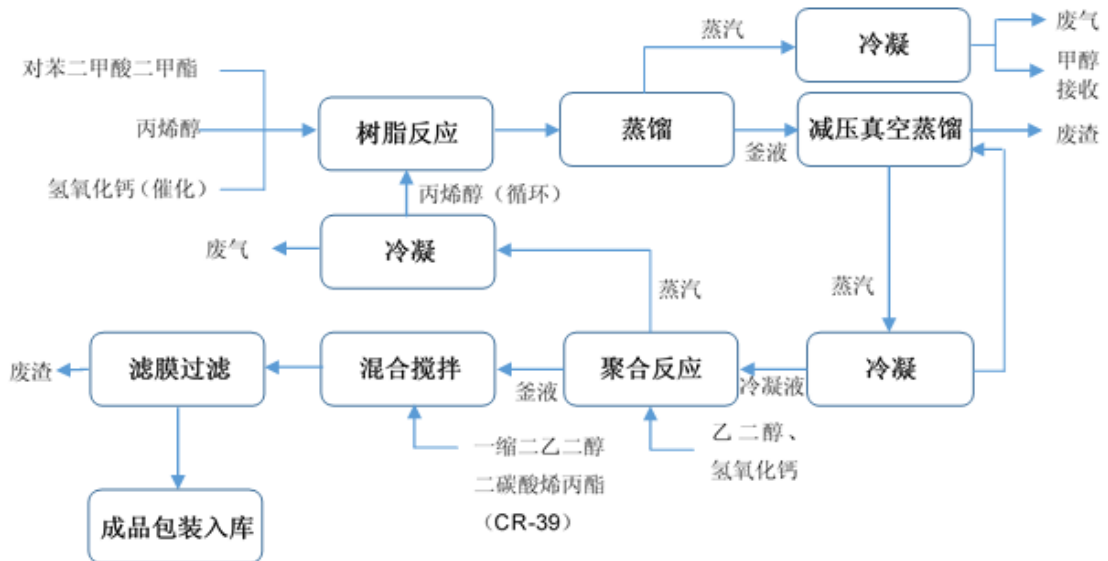 蒸汽
冷凝
废气
甲醇
接收
对苯二甲酸二甲酯
丙烯醇
氢氧化钙（催化）
树脂反应
蒸馏
釜液
减压真空蒸馏
废渣
丙烯醇（循环）
废气
冷凝
蒸汽
蒸汽
废渣
滤膜过滤
混合搅拌
釜液
聚合反应
冷凝液
冷凝
一缩二乙二醇
二碳酸烯丙酯
（CR-39）
乙二醇、
氢氧化钙
成品包装入库